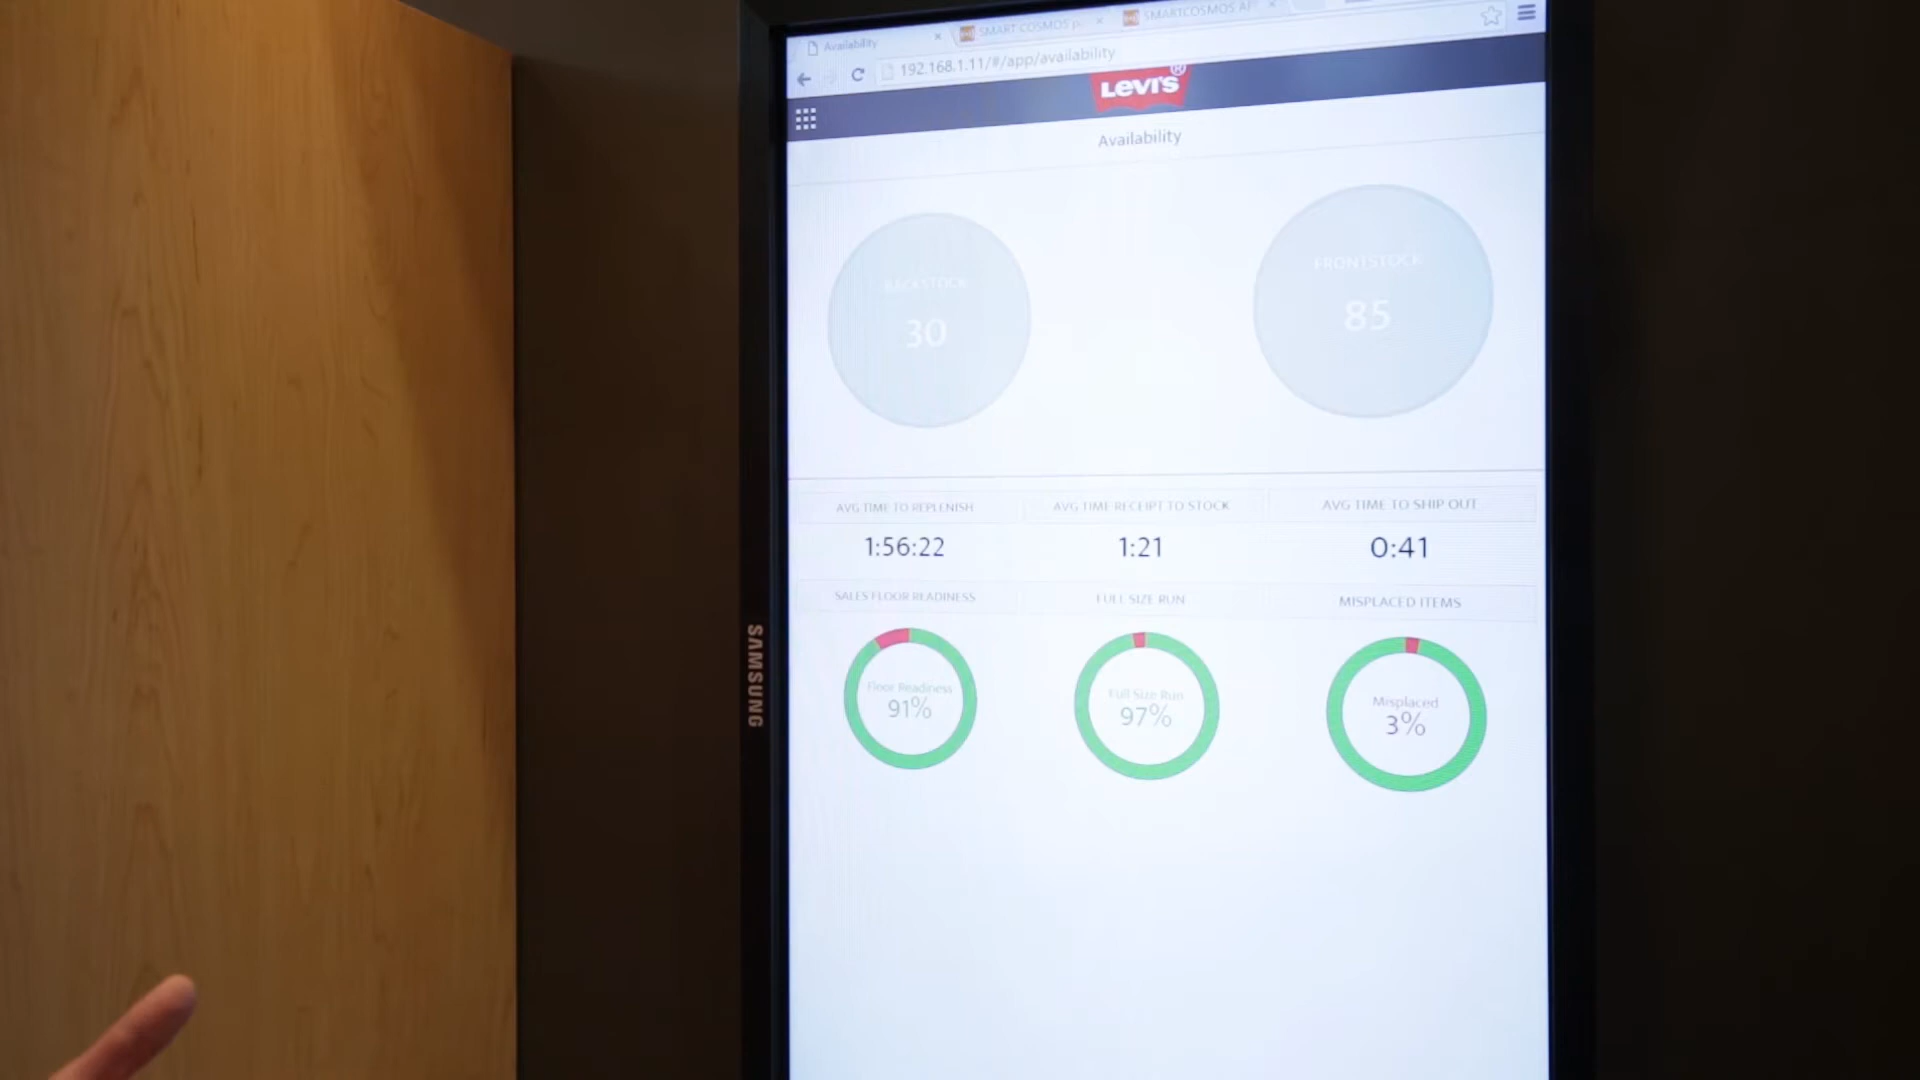 Availability
SMART COSMOS
SMARTCOSMOS AP
192.168.1.11/#/app/availability
LEVI'S®
Availability
BACKSTOCK
30
FRONTSTOCK
85
AVG TIME TO REPLENISH
AVG TIME RECEIPT TO STOCK
AVG TIME TO SHIP OUT
1:56:22
1:21
0:41
SALES FLOOR READINESS
FULL SIZE RUN
MISPLACED ITEMS
Floor Readiness
91%
Full Size Run
97%
Misplaced
3%
SAMSUNG